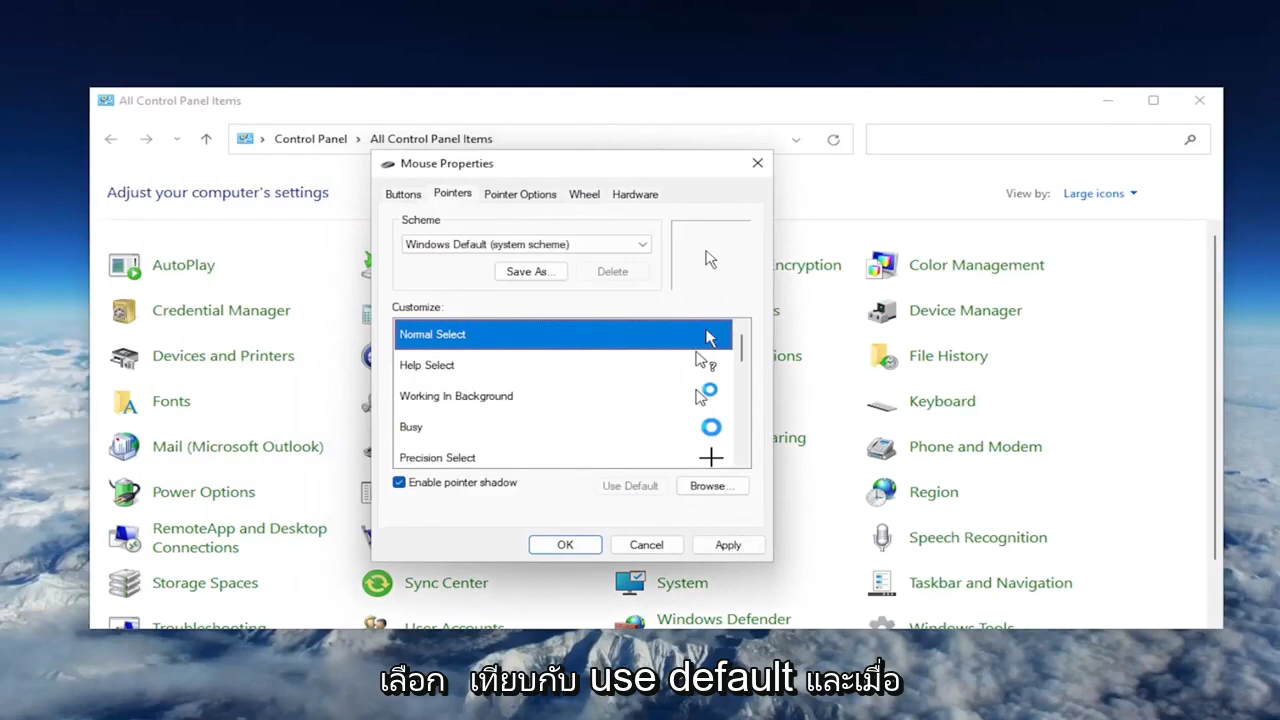 All Control Panel Items
Control Panel > All Control Panel Items
Adjust your computer's settings
View by: Large icons
Mouse Properties
Buttons Pointers Pointer Options Wheel Hardware
Scheme
Windows Default (system scheme)
Save As... Delete
Customize:
Normal Select
Help Select
Working In Background
Busy
Precision Select
Enable pointer shadow
Use Default Browse...
OK Cancel Apply
AutoPlay
Credential Manager
Devices and Printers
Fonts
Mail (Microsoft Outlook)
Power Options
RemoteApp and Desktop
Connections
Storage Spaces
Troubleshooting
Sync Center
User Accounts
System
Windows Defender
Color Management
Device Manager
File History
Keyboard
Phone and Modem
Region
Speech Recognition
Taskbar and Navigation
Windows Tools
เลือก เทียบกับ use default และเมื่อ